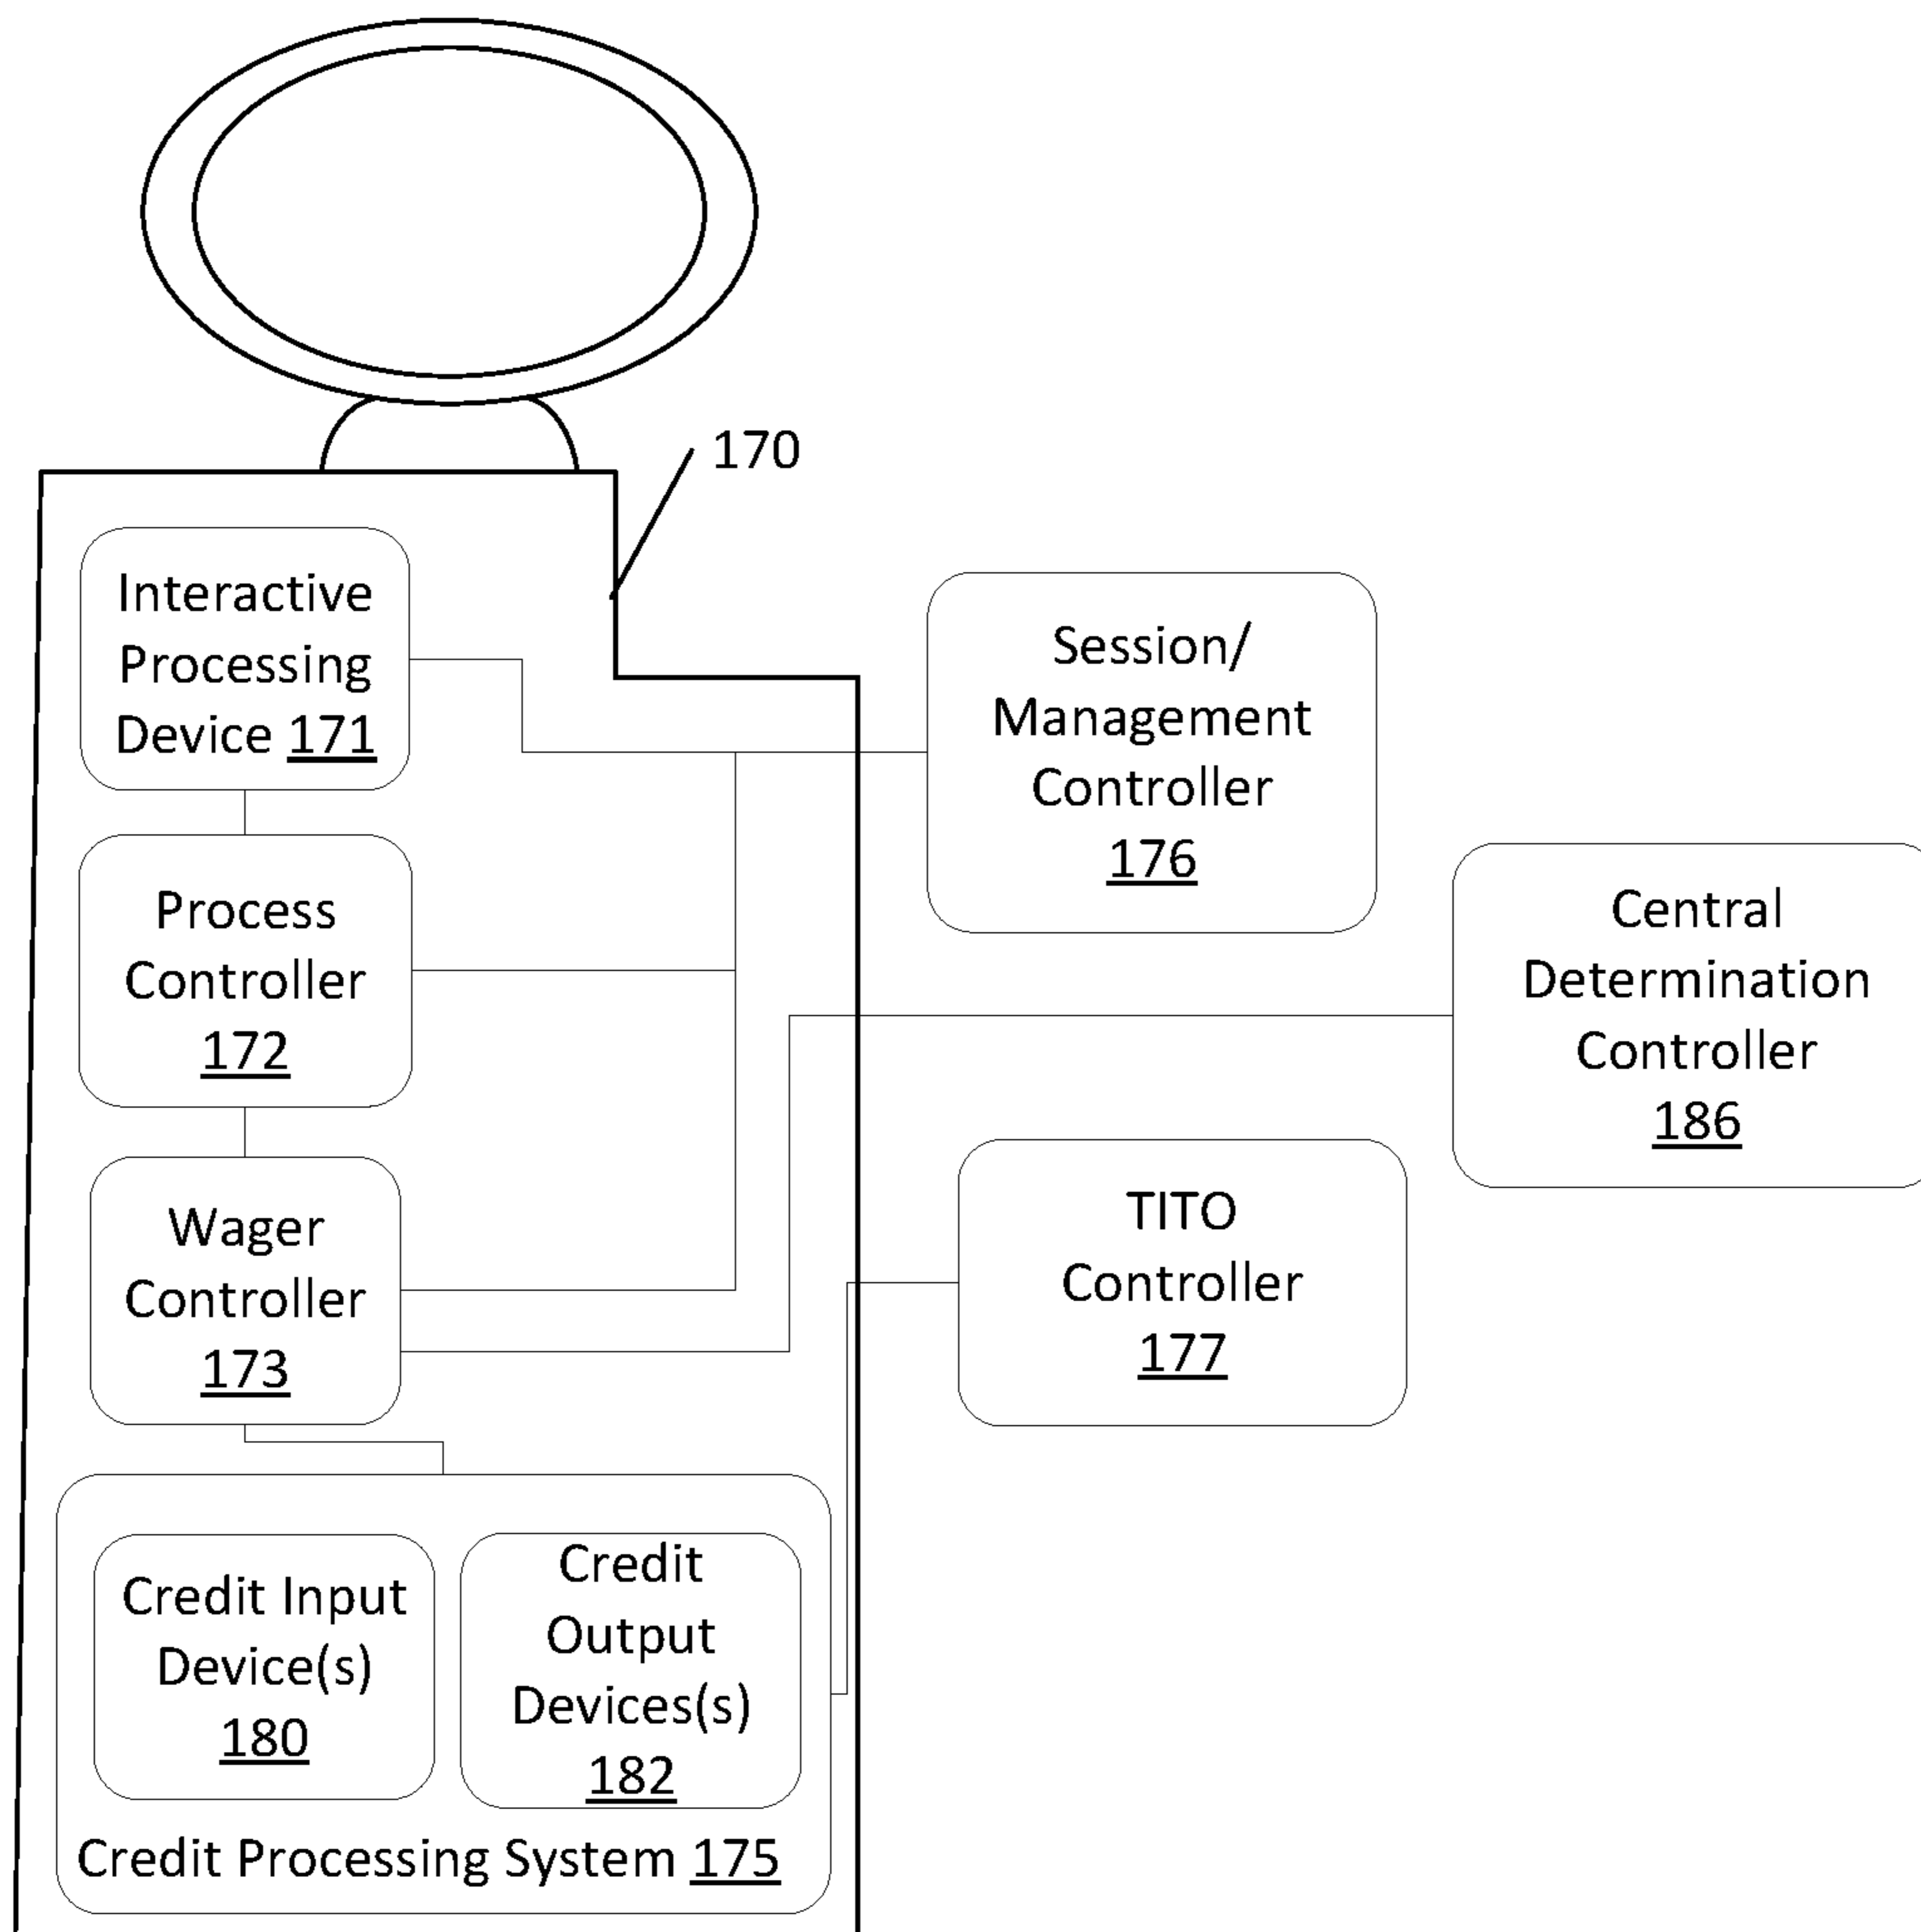 170
Interactive
Processing
Device 171
Session/
Management
Controller
176
Process
Controller
172
Central
Determination
Controller
186
Wager
Controller
173
TITO
Controller
177
Credit Input
Device(s)
180
Credit
Output
Devices(s)
182
Credit Processing System 175